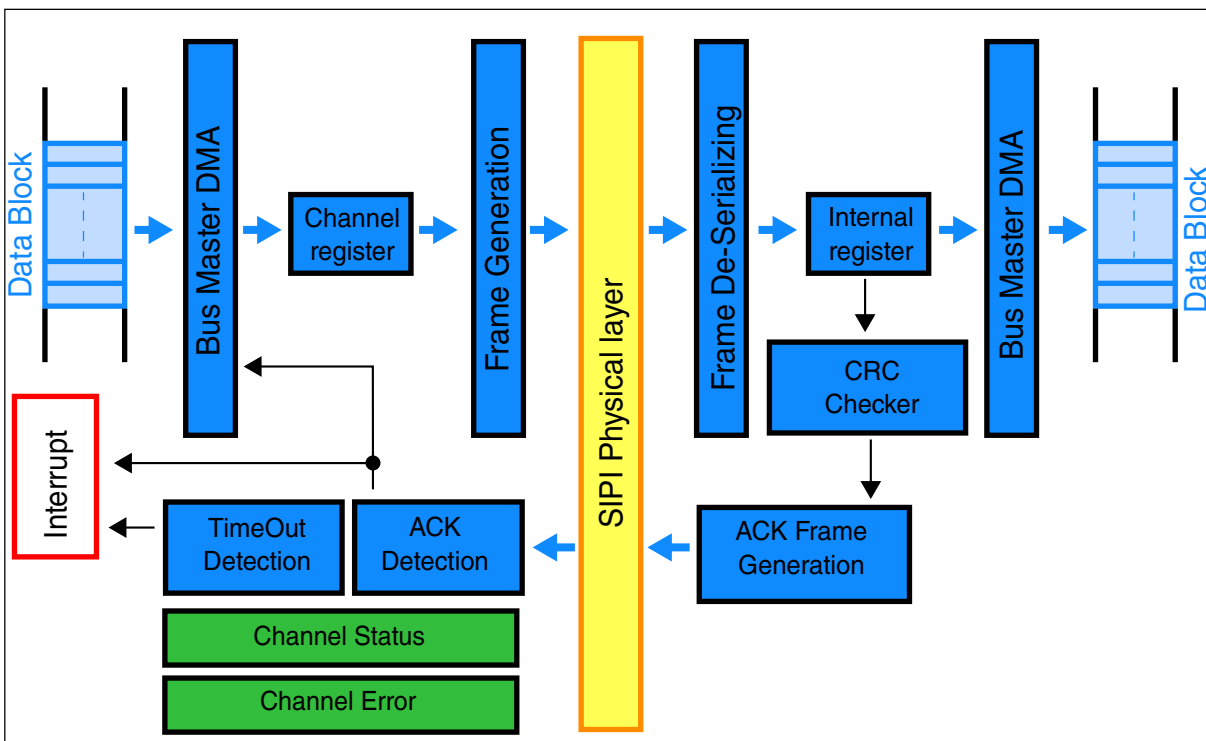 Data Block
Bus Master DMA
Channel
register
Frame Generation
SIPI Physical layer
Frame De-Serializing
Internal
register
Bus Master DMA
Data Block
CRC
Checker
Interrupt
TimeOut
Detection
ACK
Detection
ACK Frame
Generation
Channel Status
Channel Error